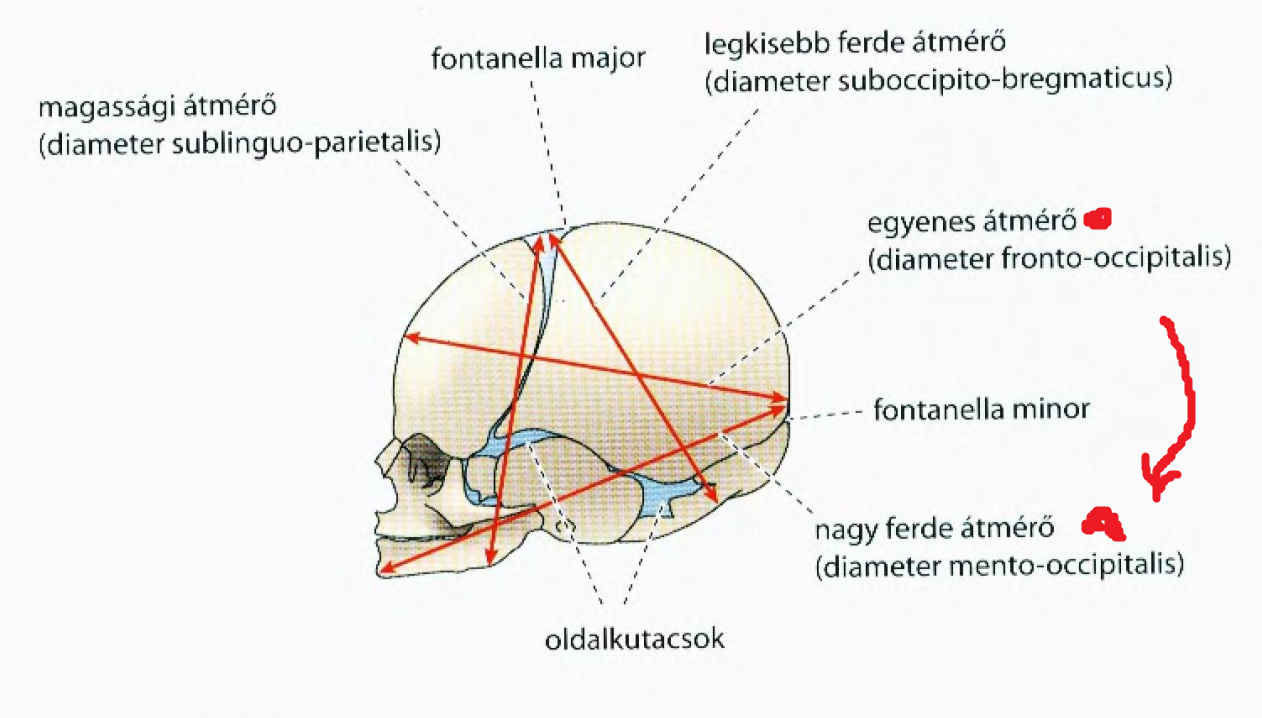 fontanella major
legkisebb ferde átmérő
(diameter suboccipito-bregmaticus)
magassági átmérő
(diameter sublinguo-parietalis)
egyenes átmérő
(diameter fronto-occipitalis)
fontanella minor
nagy ferde átmérő
(diameter mento-occipitalis)
oldalkutacsok